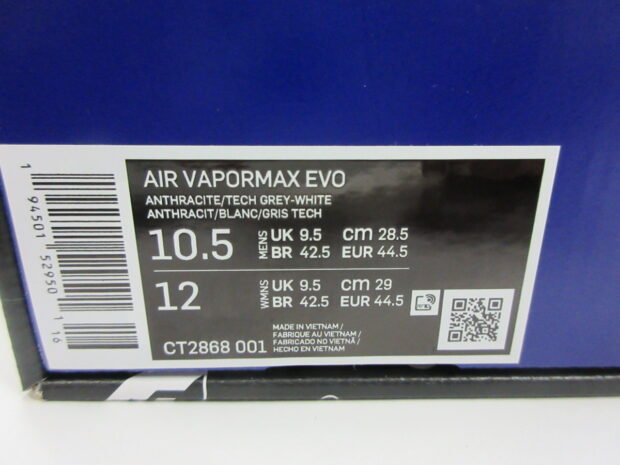 AIR VAPORMAX EVO
ANTHRACITE/TECH GREY-WHITE
ANTHRACIT/BLANC/GRIS TECH
10.5 MENS UK 9.5 cm 28.5
BR 42.5 EUR 44.5
12 WMNS UK 9.5 cm 29
BR 42.5 EUR 44.5
CT2868 001
MADE IN VIETNAM /
FABRIQUE AU VIETNAM /
FABRICADO NO VIETNÃ /
HECHO EN VIETNAM
1 94501 52950 1 16